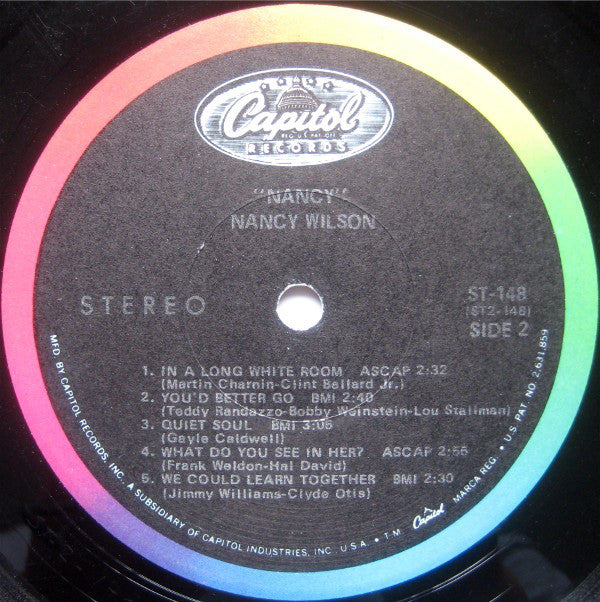 Capitol
REG. U.S. PAT. OFF.
RECORDS
"NANCY"
NANCY WILSON
STEREO
ST-148
(ST2-148)
SIDE 2
1. IN A LONG WHITE ROOM ASCAP 2:32
(Martin Charnin-Clint Ballard Jr.)
2. YOU'D BETTER GO BMI 2:40
(Teddy Randazzo-Bobby Weinstein-Lou Stallman)
3. QUIET SOUL BMI 3:05
(Gayle Caldwell)
4. WHAT DO YOU SEE IN HER? ASCAP 2:55
(Frank Weldon-Hal David)
5. WE COULD LEARN TOGETHER BMI 2:30
(Jimmy Williams-Clyde Otis)
MFD. BY CAPITOL RECORDS, INC. A SUBSIDIARY OF CAPITOL INDUSTRIES, INC. U.S.A. • T.M. Capitol MARCA REG. • U.S. PAT. NO. 2,631,859